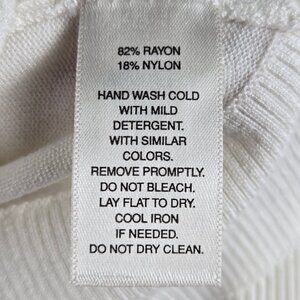 82% RAYON
18% NYLON
HAND WASH COLD
WITH MILD
DETERGENT.
WITH SIMILAR
COLORS.
REMOVE PROMPTLY.
DO NOT BLEACH.
LAY FLAT TO DRY.
COOL IRON
IF NEEDED.
DO NOT DRY CLEAN.